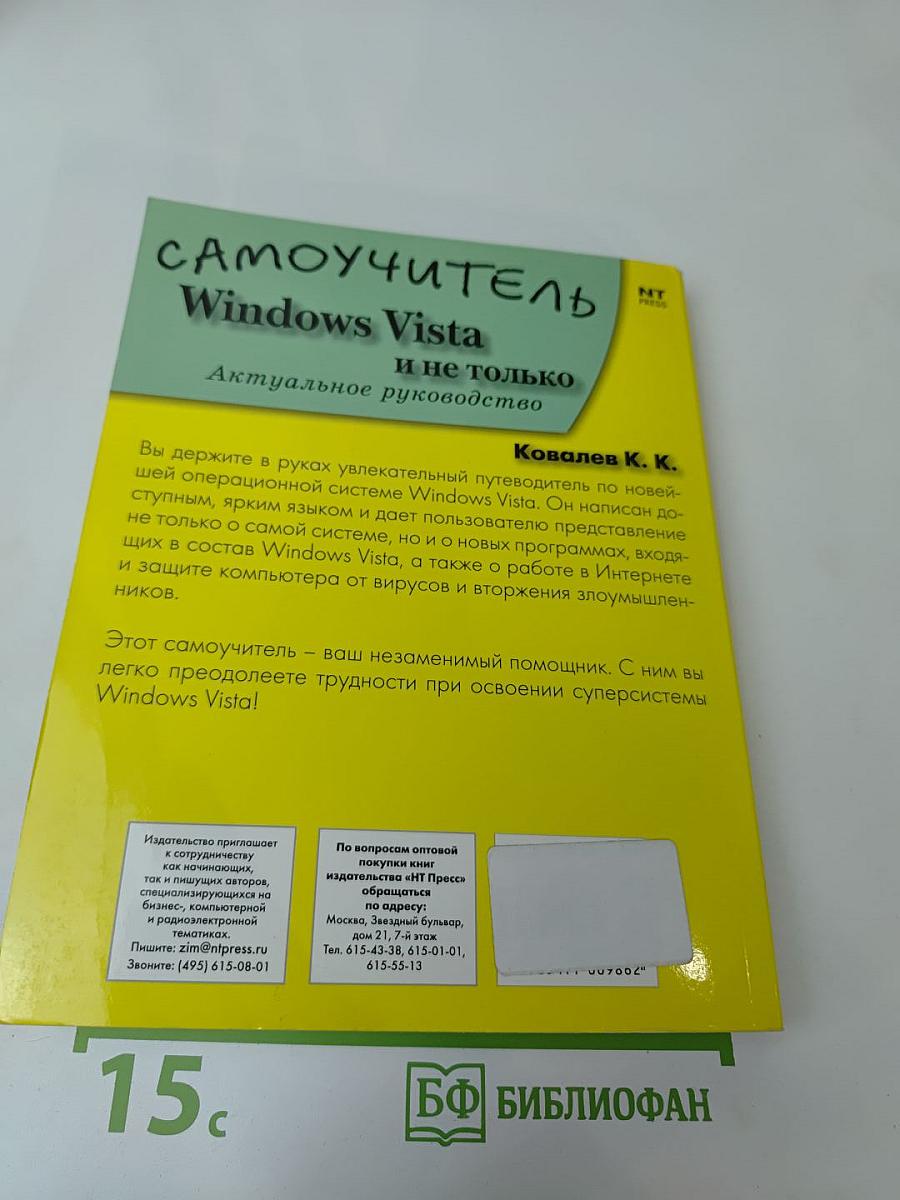 САМОУЧИТЕЛЬ
Windows Vista
и не только
Актуальное руководство
NT
PRESS
Ковалев К. К.
Вы держите в руках увлекательный путеводитель по новей-
шей операционной системе Windows Vista. Он написан до-
ступным, ярким языком и дает пользователю представление
не только о самой системе, но и о новых программах, входя-
щих в состав Windows Vista, а также о работе в Интернете
и защите компьютера от вирусов и вторжения злоумышлен-
ников.
Этот самоучитель – ваш незаменимый помощник. С ним вы
легко преодолеете трудности при освоении суперсистемы
Windows Vista!
Издательство приглашает
к сотрудничеству
как начинающих,
так и пишущих авторов,
специализирующихся на
бизнес-, компьютерной
и радиоэлектронной
тематиках.
Пишите: zim@ntpress.ru
Звоните: (495) 615-08-01
По вопросам оптовой
покупки книг
издательства «НТ Пресс»
обращаться
по адресу:
Москва, Звездный бульвар,
дом 21, 7-й этаж
Тел. 615-43-38, 615-01-01,
615-55-13
15 с
БФ БИБЛИОФАН